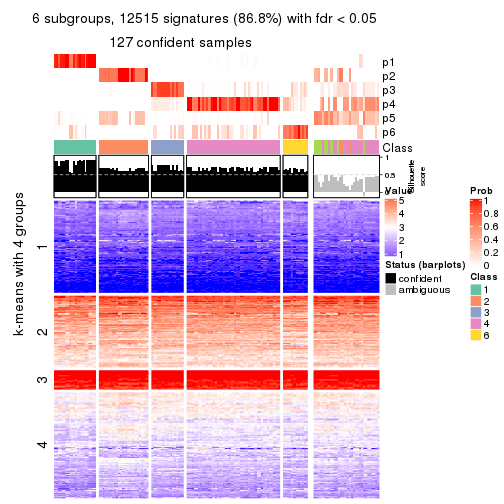 6 subgroups, 12515 signatures (86.8%) with fdr < 0.05
127 confident samples
p1
p2
p3
p4
p5
p6
Class
1
0.5
0
Silhouette
score
k-means with 4 groups
1
2
3
4
Value
5
4
3
2
1
Status (barplots)
confident
ambiguous
Prob
1
0.8
0.6
0.4
0.2
0
Class
1
2
3
4
6